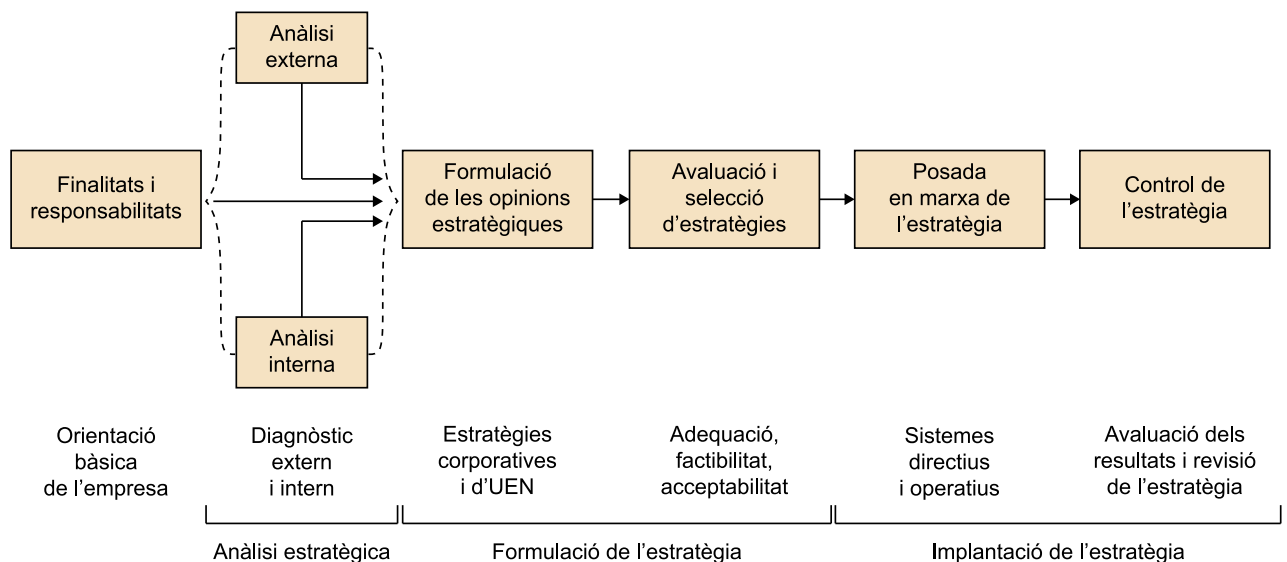 Anàlisi
externa
Finalitats i
responsabilitats
Formulació
de les opinions
estratègiques
Avaluació i
selecció
d’estratègies
Posada
en marxa de
l’estratègia
Control de
l’estratègia
Anàlisi
interna
Orientació
bàsica
de l’empresa
Diagnòstic
extern
i intern
Estratègies
corporatives
i d’UEN
Adequació,
factibilitat,
acceptabilitat
Sistemes
directius
i operatius
Avaluació dels
resultats i revisió
de l’estratègia
Anàlisi estratègica
Formulació de l’estratègia
Implantació de l’estratègia